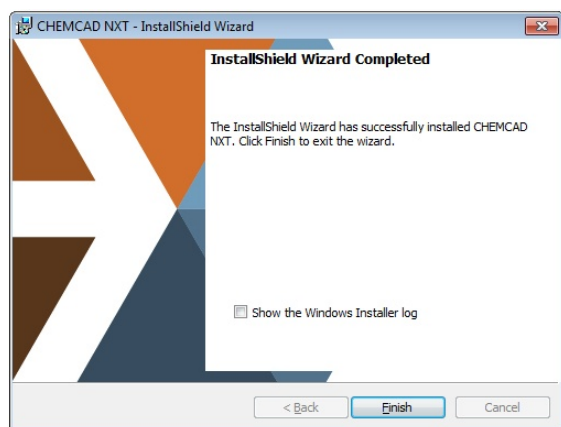 CHEMCAD NXT - InstallShield Wizard
InstallShield Wizard Completed
The InstallShield Wizard has successfully installed CHEMCAD
NXT. Click Finish to exit the wizard.
Show the Windows Installer log
< Back
Finish
Cancel